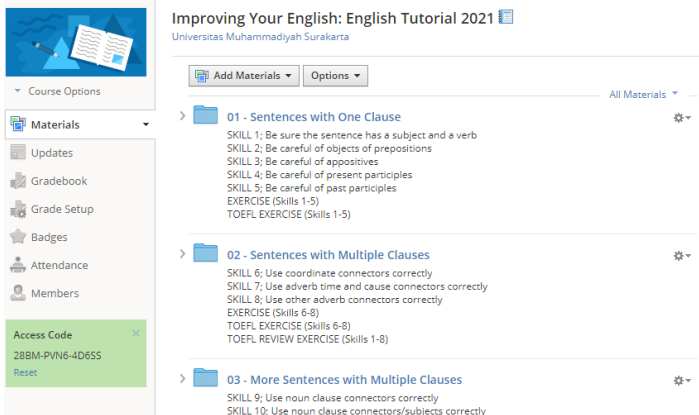 Improving Your English: English Tutorial 2021
Universitas Muhammadiyah Surakarta
Course Options
Materials
Updates
Gradebook
Grade Setup
Badges
Attendance
Members
Access Code
28BM-PVN6-4D6SS
Reset
Add Materials
Options
All Materials
01 - Sentences with One Clause
SKILL 1; Be sure the sentence has a subject and a verb
SKILL 2; Be careful of objects of prepositions
SKILL 3; Be careful of appositives
SKILL 4; Be careful of present participles
SKILL 5; Be careful of past participles
EXERCISE (Skills 1-5)
TOEFL EXERCISE (Skills 1-5)
02 - Sentences with Multiple Clauses
SKILL 6; Use coordinate connectors correctly
SKILL 7; Use adverb time and cause connectors correctly
SKILL 8; Use other adverb connectors correctly
EXERCISE (Skills 6-8)
TOEFL EXERCISE (Skills 6-8)
TOEFL REVIEW EXERCISE (Skills 1-8)
03 - More Sentences with Multiple Clauses
SKILL 9; Use noun clause connectors correctly
SKILL 10; Use noun clause connectors/subjects correctly